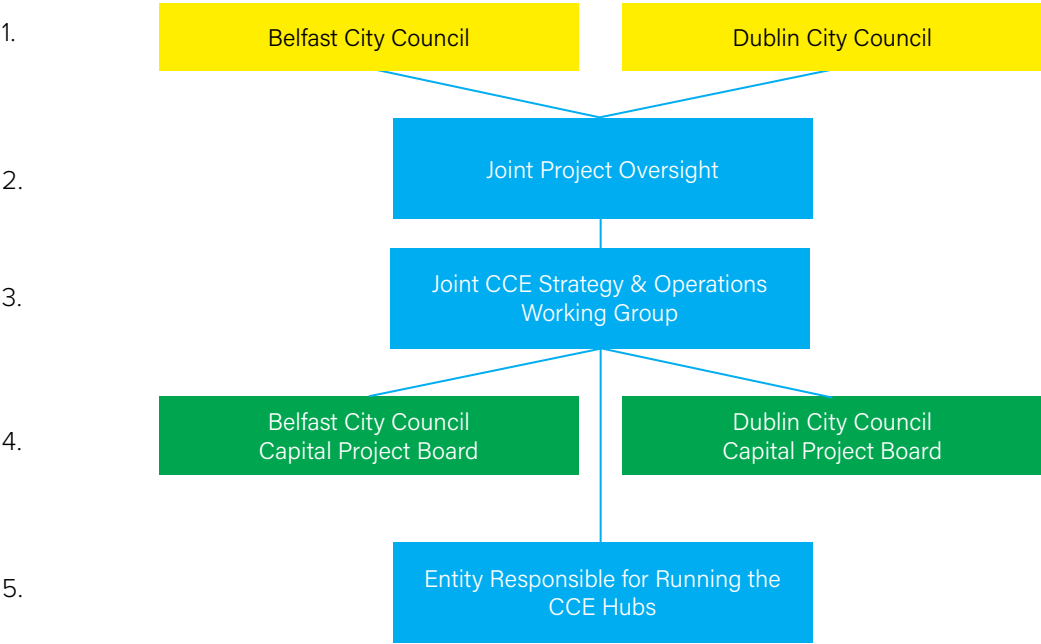 1.
Belfast City Council
Dublin City Council
2.
Joint Project Oversight
3.
Joint CCE Strategy & Operations
Working Group
4.
Belfast City Council
Capital Project Board
Dublin City Council
Capital Project Board
5.
Entity Responsible for Running the
CCE Hubs